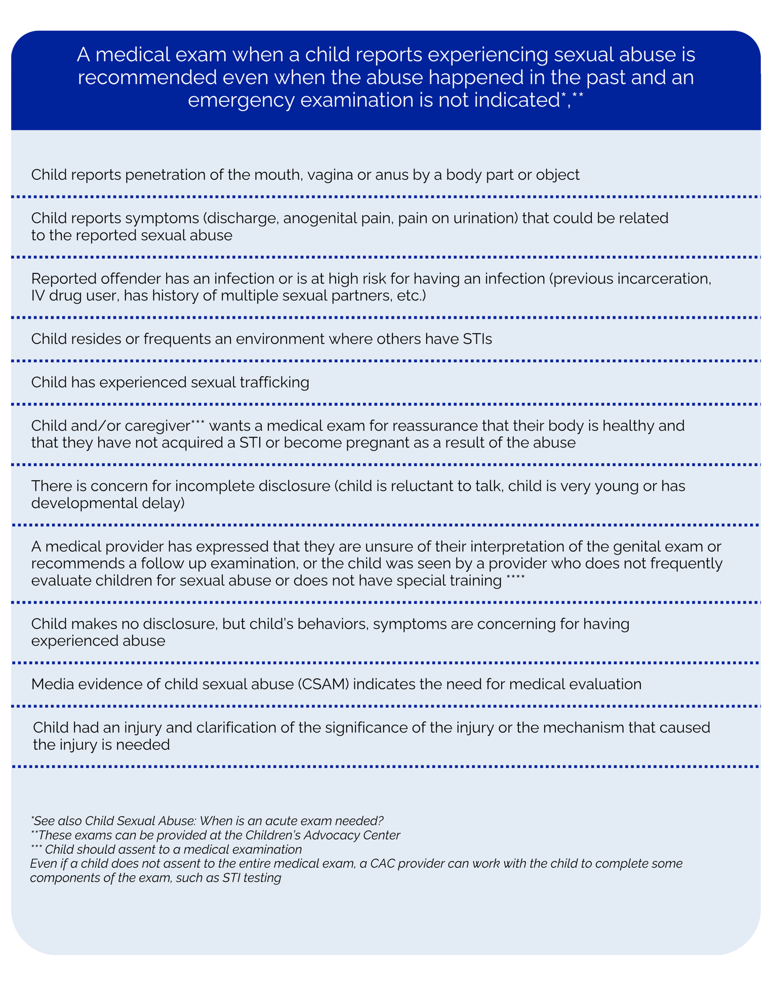 A medical exam when a child reports experiencing sexual abuse is
recommended even when the abuse happened in the past and an
emergency examination is not indicated*,**
Child reports penetration of the mouth, vagina or anus by a body part or object
Child reports symptoms (discharge, anogenital pain, pain on urination) that could be related
to the reported sexual abuse
Reported offender has an infection or is at high risk for having an infection (previous incarceration,
IV drug user, has history of multiple sexual partners, etc.)
Child resides or frequents an environment where others have STIs
Child has experienced sexual trafficking
Child and/or caregiver*** wants a medical exam for reassurance that their body is healthy and
that they have not acquired a STI or become pregnant as a result of the abuse
There is concern for incomplete disclosure (child is reluctant to talk, child is very young or has
developmental delay)
A medical provider has expressed that they are unsure of their interpretation of the genital exam or
recommends a follow up examination, or the child was seen by a provider who does not frequently
evaluate children for sexual abuse or does not have special training ****
Child makes no disclosure, but child's behaviors, symptoms are concerning for having
experienced abuse
Media evidence of child sexual abuse (CSAM) indicates the need for medical evaluation
Child had an injury and clarification of the significance of the injury or the mechanism that caused
the injury is needed
*See also Child Sexual Abuse: When is an acute exam needed?
**These exams can be provided at the Children's Advocacy Center
*** Child should assent to a medical examination
Even if a child does not assent to the entire medical exam, a CAC provider can work with the child to complete some
components of the exam, such as STI testing